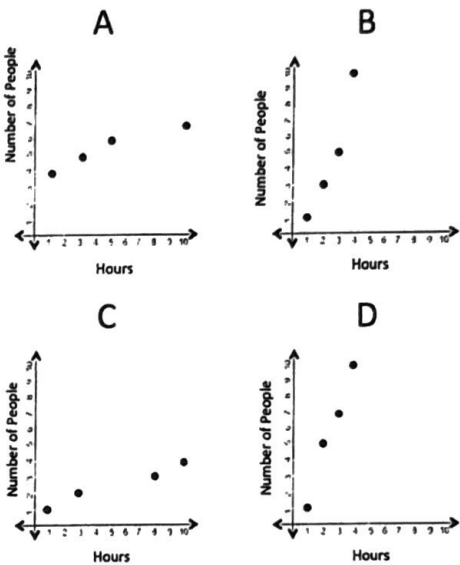 A
B
Number of People
Number of People
1 2 3 4 5 6 7 8 9 10
1 2 3 4 5 6 7 8 9 10
Hours
Hours
C
D
Number of People
Number of People
1 2 3 4 5 6 7 8 9 10
1 2 3 4 5 6 7 8 9 10
Hours
Hours